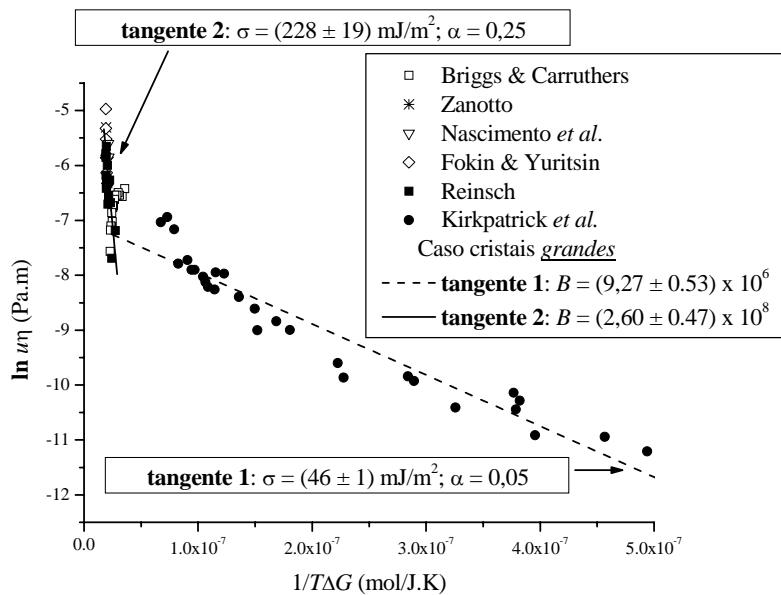 tangente 2: σ = (228 ± 19) mJ/m²; α = 0,25
Briggs & Carruthers
Zanotto
Nascimento et al.
Fokin & Yuritsin
Reinsch
Kirkpatrick et al.
Caso cristais grandes
tangente 1: B = (9,27 ± 0.53) x 10⁶
tangente 2: B = (2,60 ± 0.47) x 10⁸
-5
-6
-7
-8
-9
-10
-11
-12
ln uη (Pa.m)
tangente 1: σ = (46 ± 1) mJ/m²; α = 0,05
0.0
1.0x10⁻⁷
2.0x10⁻⁷
3.0x10⁻⁷
4.0x10⁻⁷
5.0x10⁻⁷
1/TΔG (mol/J.K)